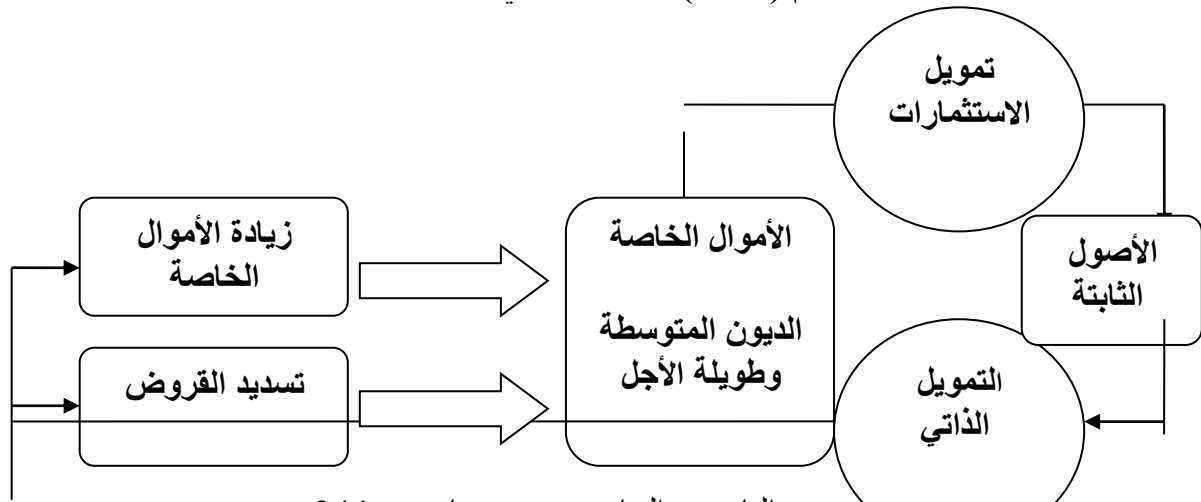 تمويل
الاستثمارات
زيادة الأموال
الخاصة
الأموال الخاصة
الأصول
الثابتة
الديون المتوسطة
وطويلة الأجل
تسديد القروض
التمويل
الذاتي